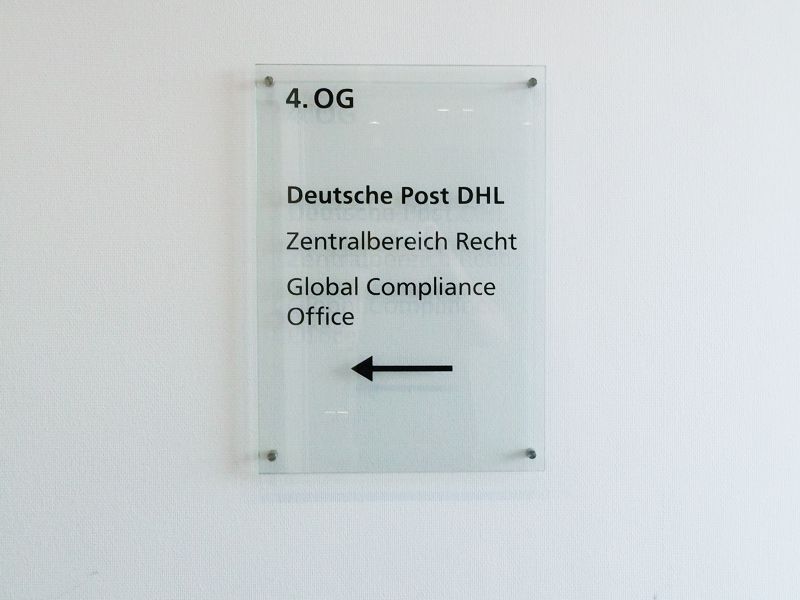 4. OG
Deutsche Post DHL
Zentralbereich Recht
Global Compliance
Office